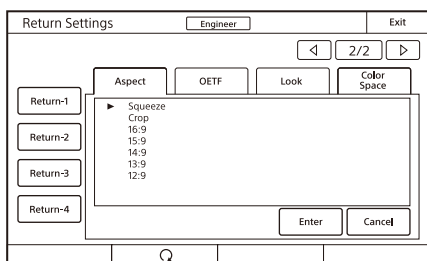 Return Settings Engineer Exit
2/2
Aspect OETF Look Color Space
Return-1
Return-2
Return-3
Return-4
Squeeze
Crop
16:9
15:9
14:9
13:9
12:9
Enter Cancel